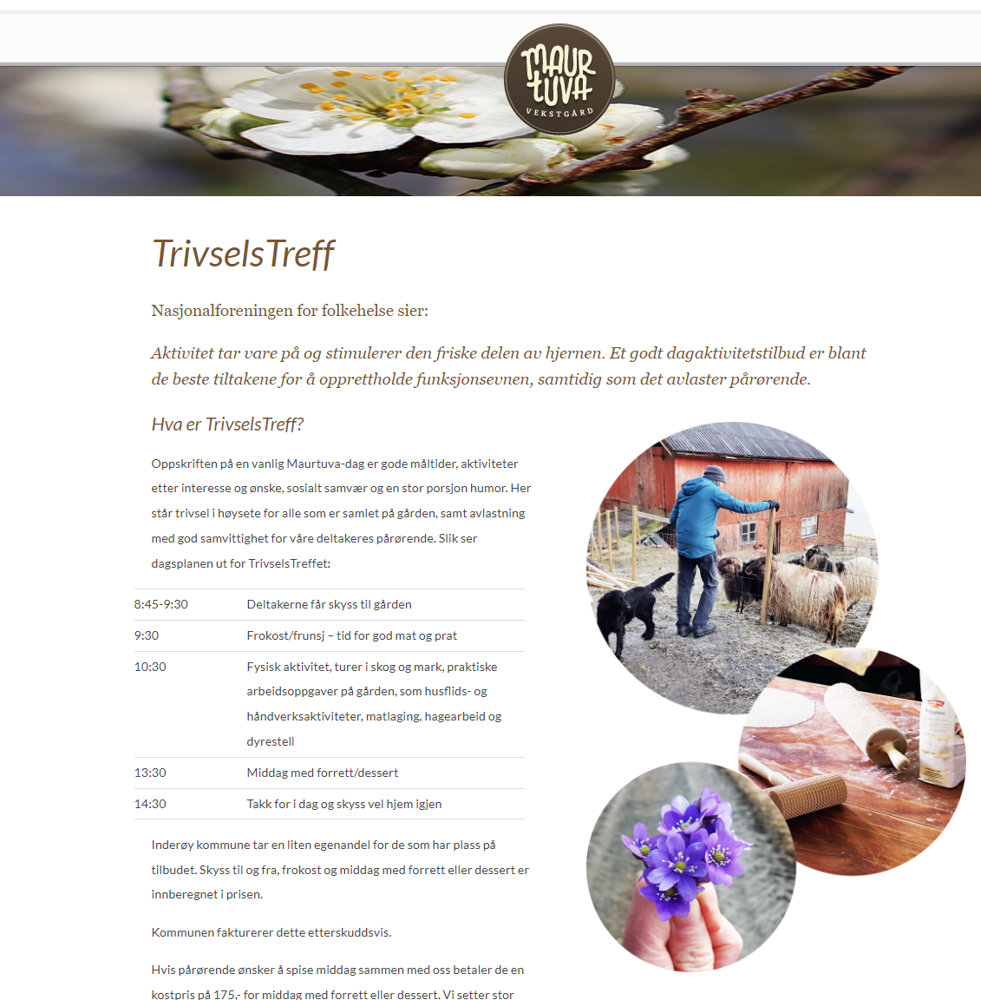 MAUR
TUVA
VEKSTGÅRD
TrivselsTreff
Nasjonalforeningen for folkehelse sier:
Aktivitet tar vare på og stimulerer den friske delen av hjernen. Et godt dagaktivitetstilbud er blant
de beste tiltakene for å opprettholde funksjonsevnen, samtidig som det avlaster pårørende.
Hva er TrivselsTreff?
Oppskriften på en vanlig Maurtuva-dag er gode måltider, aktiviteter
etter interesse og ønske, sosialt samvær og en stor porsjon humor. Her
står trivsel i høysete for alle som er samlet på gården, samt avlastning
med god samvittighet for våre deltakeres pårørende. Slik ser
dagsplanen ut for TrivselsTreffet:
8:45-9:30 Deltakerne får skyss til gården
9:30 Frokost/frunsj – tid for god mat og prat
10:30 Fysisk aktivitet, turer i skog og mark, praktiske
arbeidsoppgaver på gården, som husflids- og
håndverksaktiviteter, matlaging, hagearbeid og
dyrestell
13:30 Middag med forrett/dessert
14:30 Takk for i dag og skyss vel hjem igjen
Inderøy kommune tar en liten egenandel for de som har plass på
tilbudet. Skyss til og fra, frokost og middag med forrett eller dessert er
innberegnet i prisen.
Kommunen fakturerer dette etterskuddsvis.
Hvis pårørende ønsker å spise middag sammen med oss betaler de en
kostpris på 175,- for middag med forrett eller dessert. Vi setter stor